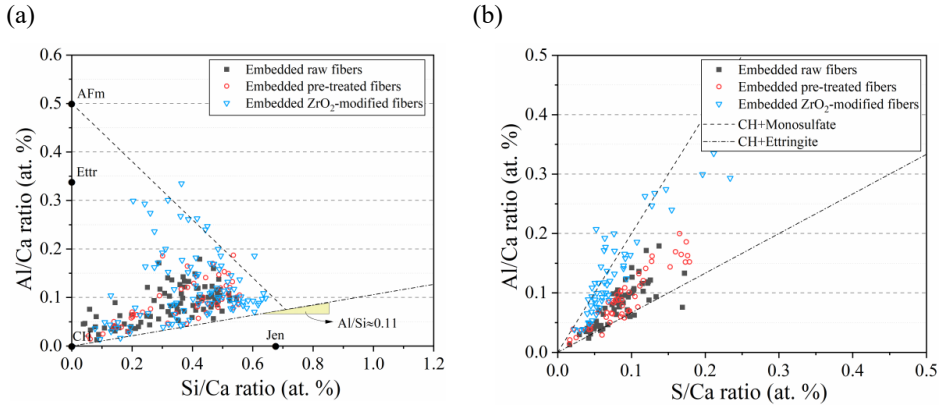 (a)
(b)
0.6
0.5
0.4
0.3
0.2
0.1
0.0
Al/Ca ratio (at. %)
AFm
Ettr
CH
Jen
Al/Si≈0.11
Embedded raw fibers
Embedded pre-treated fibers
Embedded ZrO₂-modified fibers
0.0 0.2 0.4 0.6 0.8 1.0 1.2
Si/Ca ratio (at. %)
0.5
0.4
0.3
0.2
0.1
0.0
Al/Ca ratio (at. %)
Embedded raw fibers
Embedded pre-treated fibers
Embedded ZrO₂-modified fibers
CH+Monosulfate
CH+Ettringite
0.0 0.1 0.2 0.3 0.4 0.5
S/Ca ratio (at. %)